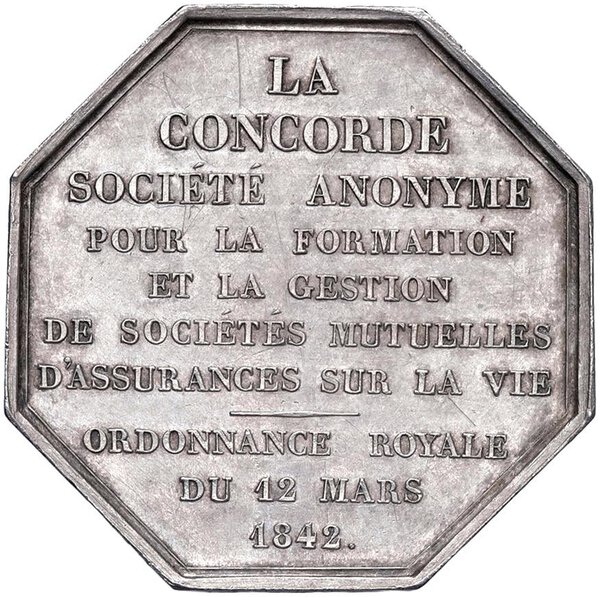 LA
CONCORDE
SOCIÉTÉ ANONYME
POUR LA FORMATION
ET LA GESTION
DE SOCIÉTÉS MUTUELLES
D'ASSURANCES SUR LA VIE
ORDONNANCE ROYALE
DU 12 MARS
1842.